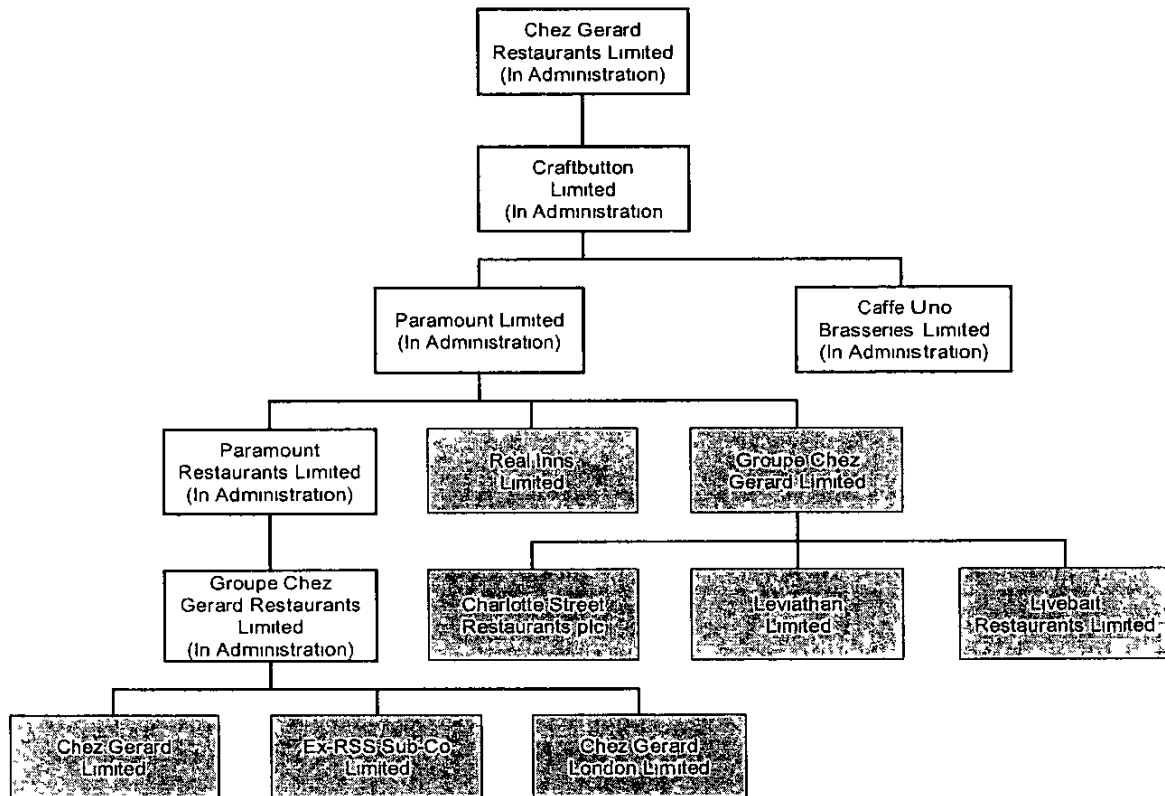 Chez Gerard
Restaurants Limited
(In Administration)
Craftbutton
Limited
(In Administration
Paramount Limited
(In Administration)
Caffe Uno
Brasseries Limited
(In Administration)
Paramount
Restaurants Limited
(In Administration)
Real Inns
Limited
Groupe Chez
Gerard Limited
Groupe Chez
Gerard Restaurants
Limited
(In Administration)
Charlotte Street
Restaurants plc
Leviathan
Limited
Livebait
Restaurants Limited
Chez Gerard
Limited
Ex-RSS Sub-Co
Limited
Chez Gerard
London Limited